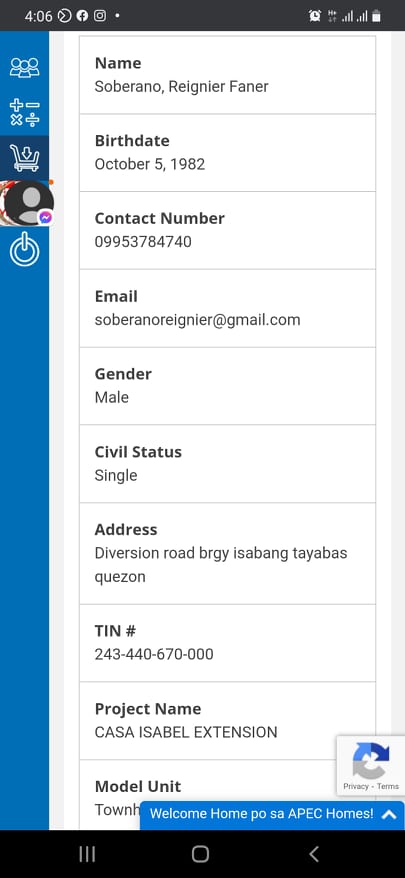 4:06
H+
Name
Soberano, Reignier Faner
Birthdate
October 5, 1982
Contact Number
09953784740
Email
soberanoreignier@gmail.com
Gender
Male
Civil Status
Single
Address
Diversion road brgy isabang tayabas
quezon
TIN #
243-440-670-000
Project Name
CASA ISABEL EXTENSION
Model Unit
Townh
Privacy - Terms
Welcome Home po sa APEC Homes!